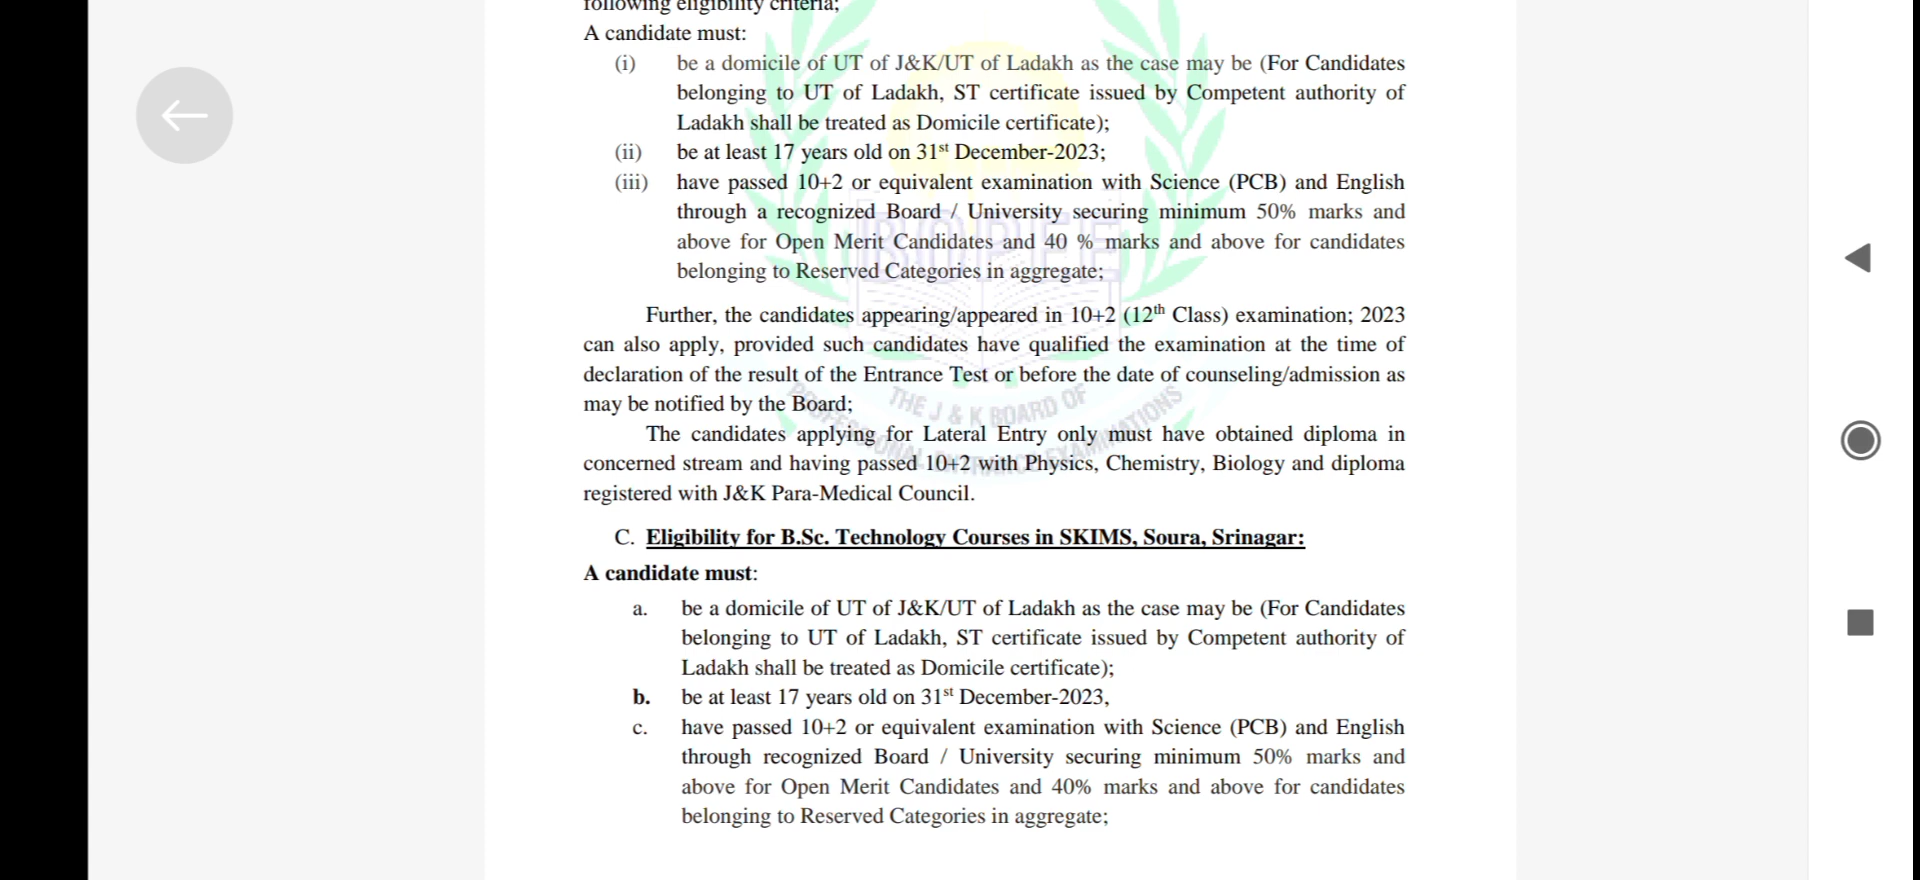 following eligibility criteria;
A candidate must:
(i) be a domicile of UT of J&K/UT of Ladakh as the case may be (For Candidates
belonging to UT of Ladakh, ST certificate issued by Competent authority of
Ladakh shall be treated as Domicile certificate);
(ii) be at least 17 years old on 31st December-2023;
(iii) have passed 10+2 or equivalent examination with Science (PCB) and English
through a recognized Board / University securing minimum 50% marks and
above for Open Merit Candidates and 40 % marks and above for candidates
belonging to Reserved Categories in aggregate;
BOPEE
Further, the candidates appearing/appeared in 10+2 (12th Class) examination; 2023
can also apply, provided such candidates have qualified the examination at the time of
declaration of the result of the Entrance Test or before the date of counseling/admission as
may be notified by the Board;
THE J & K BOARD OF
PROFESSIONAL ENTRANCE EXAMINATIONS
The candidates applying for Lateral Entry only must have obtained diploma in
concerned stream and having passed 10+2 with Physics, Chemistry, Biology and diploma
registered with J&K Para-Medical Council.
C. Eligibility for B.Sc. Technology Courses in SKIMS, Soura, Srinagar:
A candidate must:
a. be a domicile of UT of J&K/UT of Ladakh as the case may be (For Candidates
belonging to UT of Ladakh, ST certificate issued by Competent authority of
Ladakh shall be treated as Domicile certificate);
b. be at least 17 years old on 31st December-2023,
c. have passed 10+2 or equivalent examination with Science (PCB) and English
through recognized Board / University securing minimum 50% marks and
above for Open Merit Candidates and 40% marks and above for candidates
belonging to Reserved Categories in aggregate;